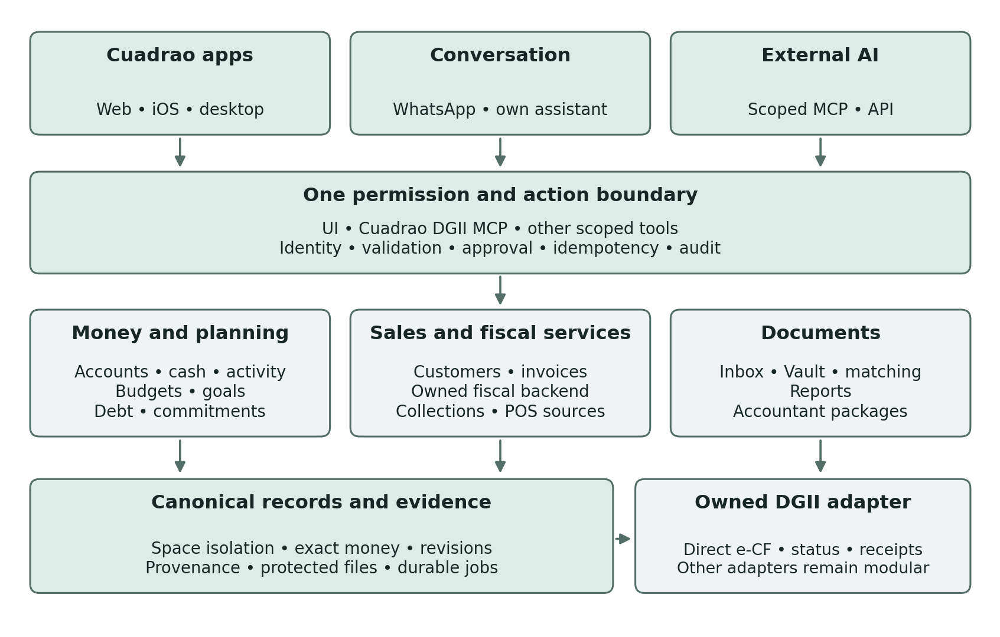 Cuadrao apps
Web • iOS • desktop
Conversation
WhatsApp • own assistant
External AI
Scoped MCP • API
One permission and action boundary
UI • Cuadrao DGII MCP • other scoped tools
Identity • validation • approval • idempotency • audit
Money and planning
Accounts • cash • activity
Budgets • goals
Debt • commitments
Sales and fiscal services
Customers • invoices
Owned fiscal backend
Collections • POS sources
Documents
Inbox • Vault • matching
Reports
Accountant packages
Canonical records and evidence
Space isolation • exact money • revisions
Provenance • protected files • durable jobs
Owned DGII adapter
Direct e-CF • status • receipts
Other adapters remain modular